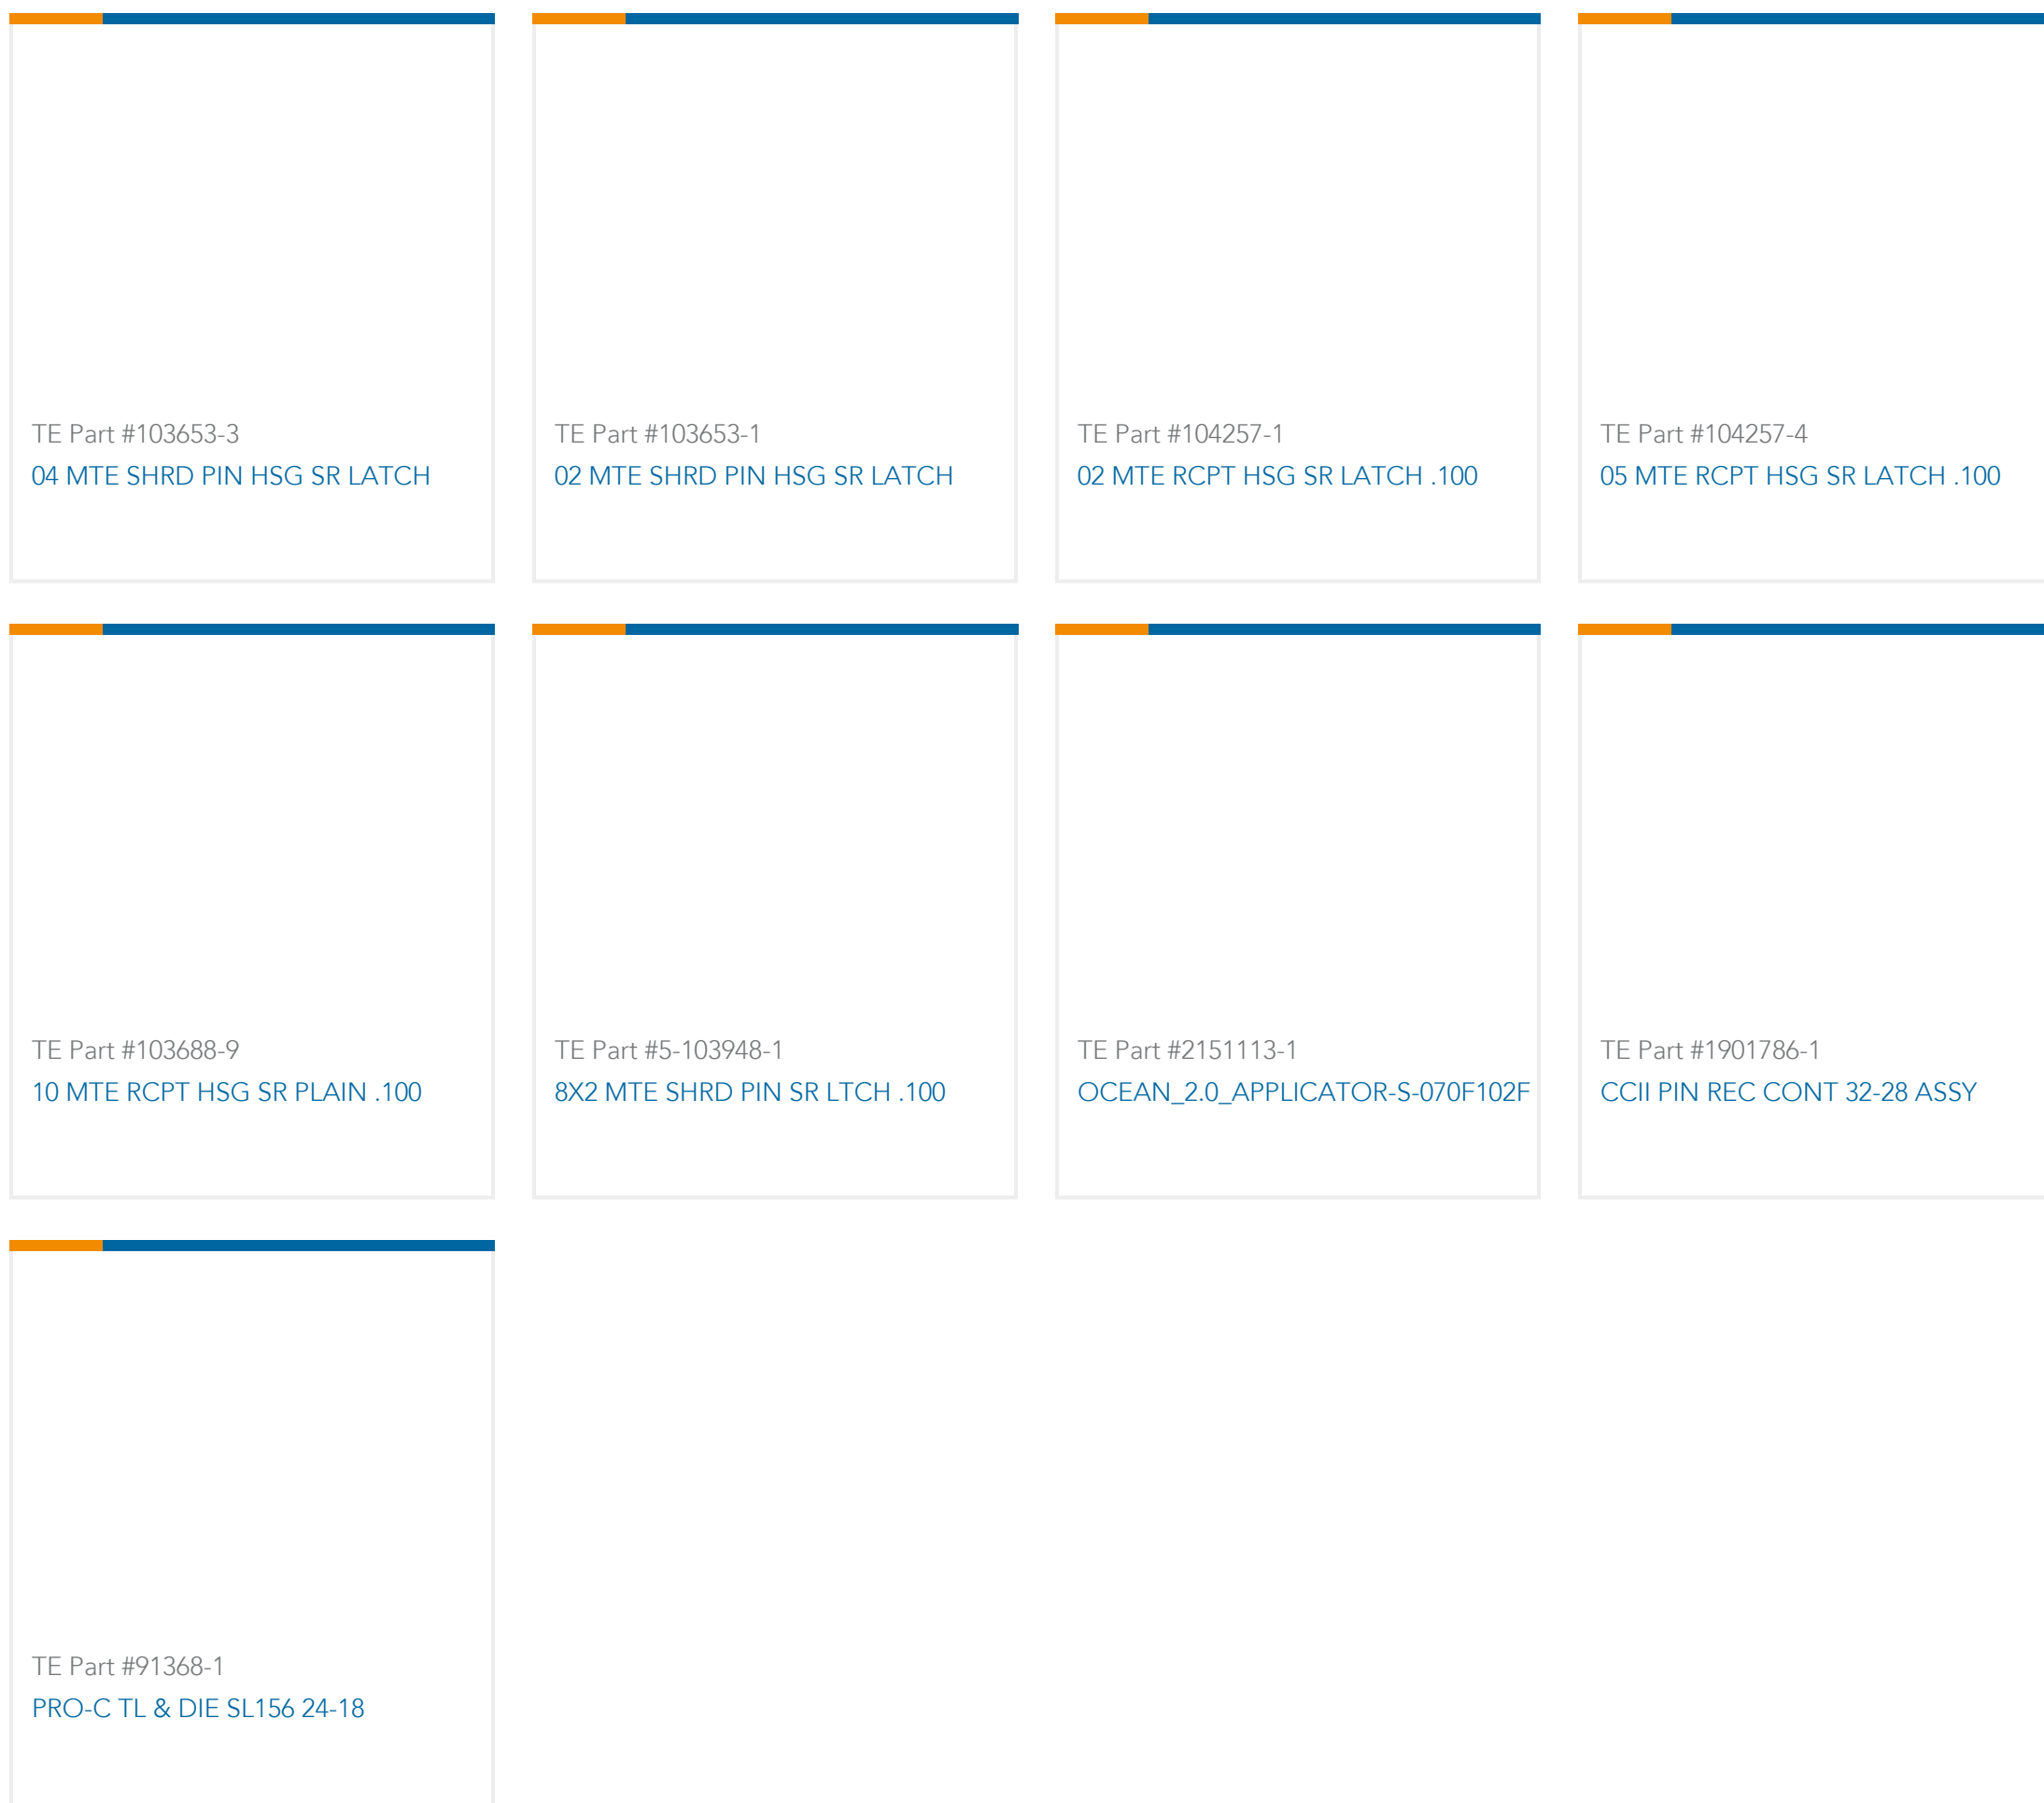 TE Part #103653-3
04 MTE SHRD PIN HSG SR LATCH
TE Part #103653-1
02 MTE SHRD PIN HSG SR LATCH
TE Part #104257-1
02 MTE RCPT HSG SR LATCH .100
TE Part #104257-4
05 MTE RCPT HSG SR LATCH .100
TE Part #103688-9
10 MTE RCPT HSG SR PLAIN .100
TE Part #5-103948-1
8X2 MTE SHRD PIN SR LTCH .100
TE Part #2151113-1
OCEAN_2.0_APPLICATOR-S-070F102F
TE Part #1901786-1
CCII PIN REC CONT 32-28 ASSY
TE Part #91368-1
PRO-C TL & DIE SL156 24-18